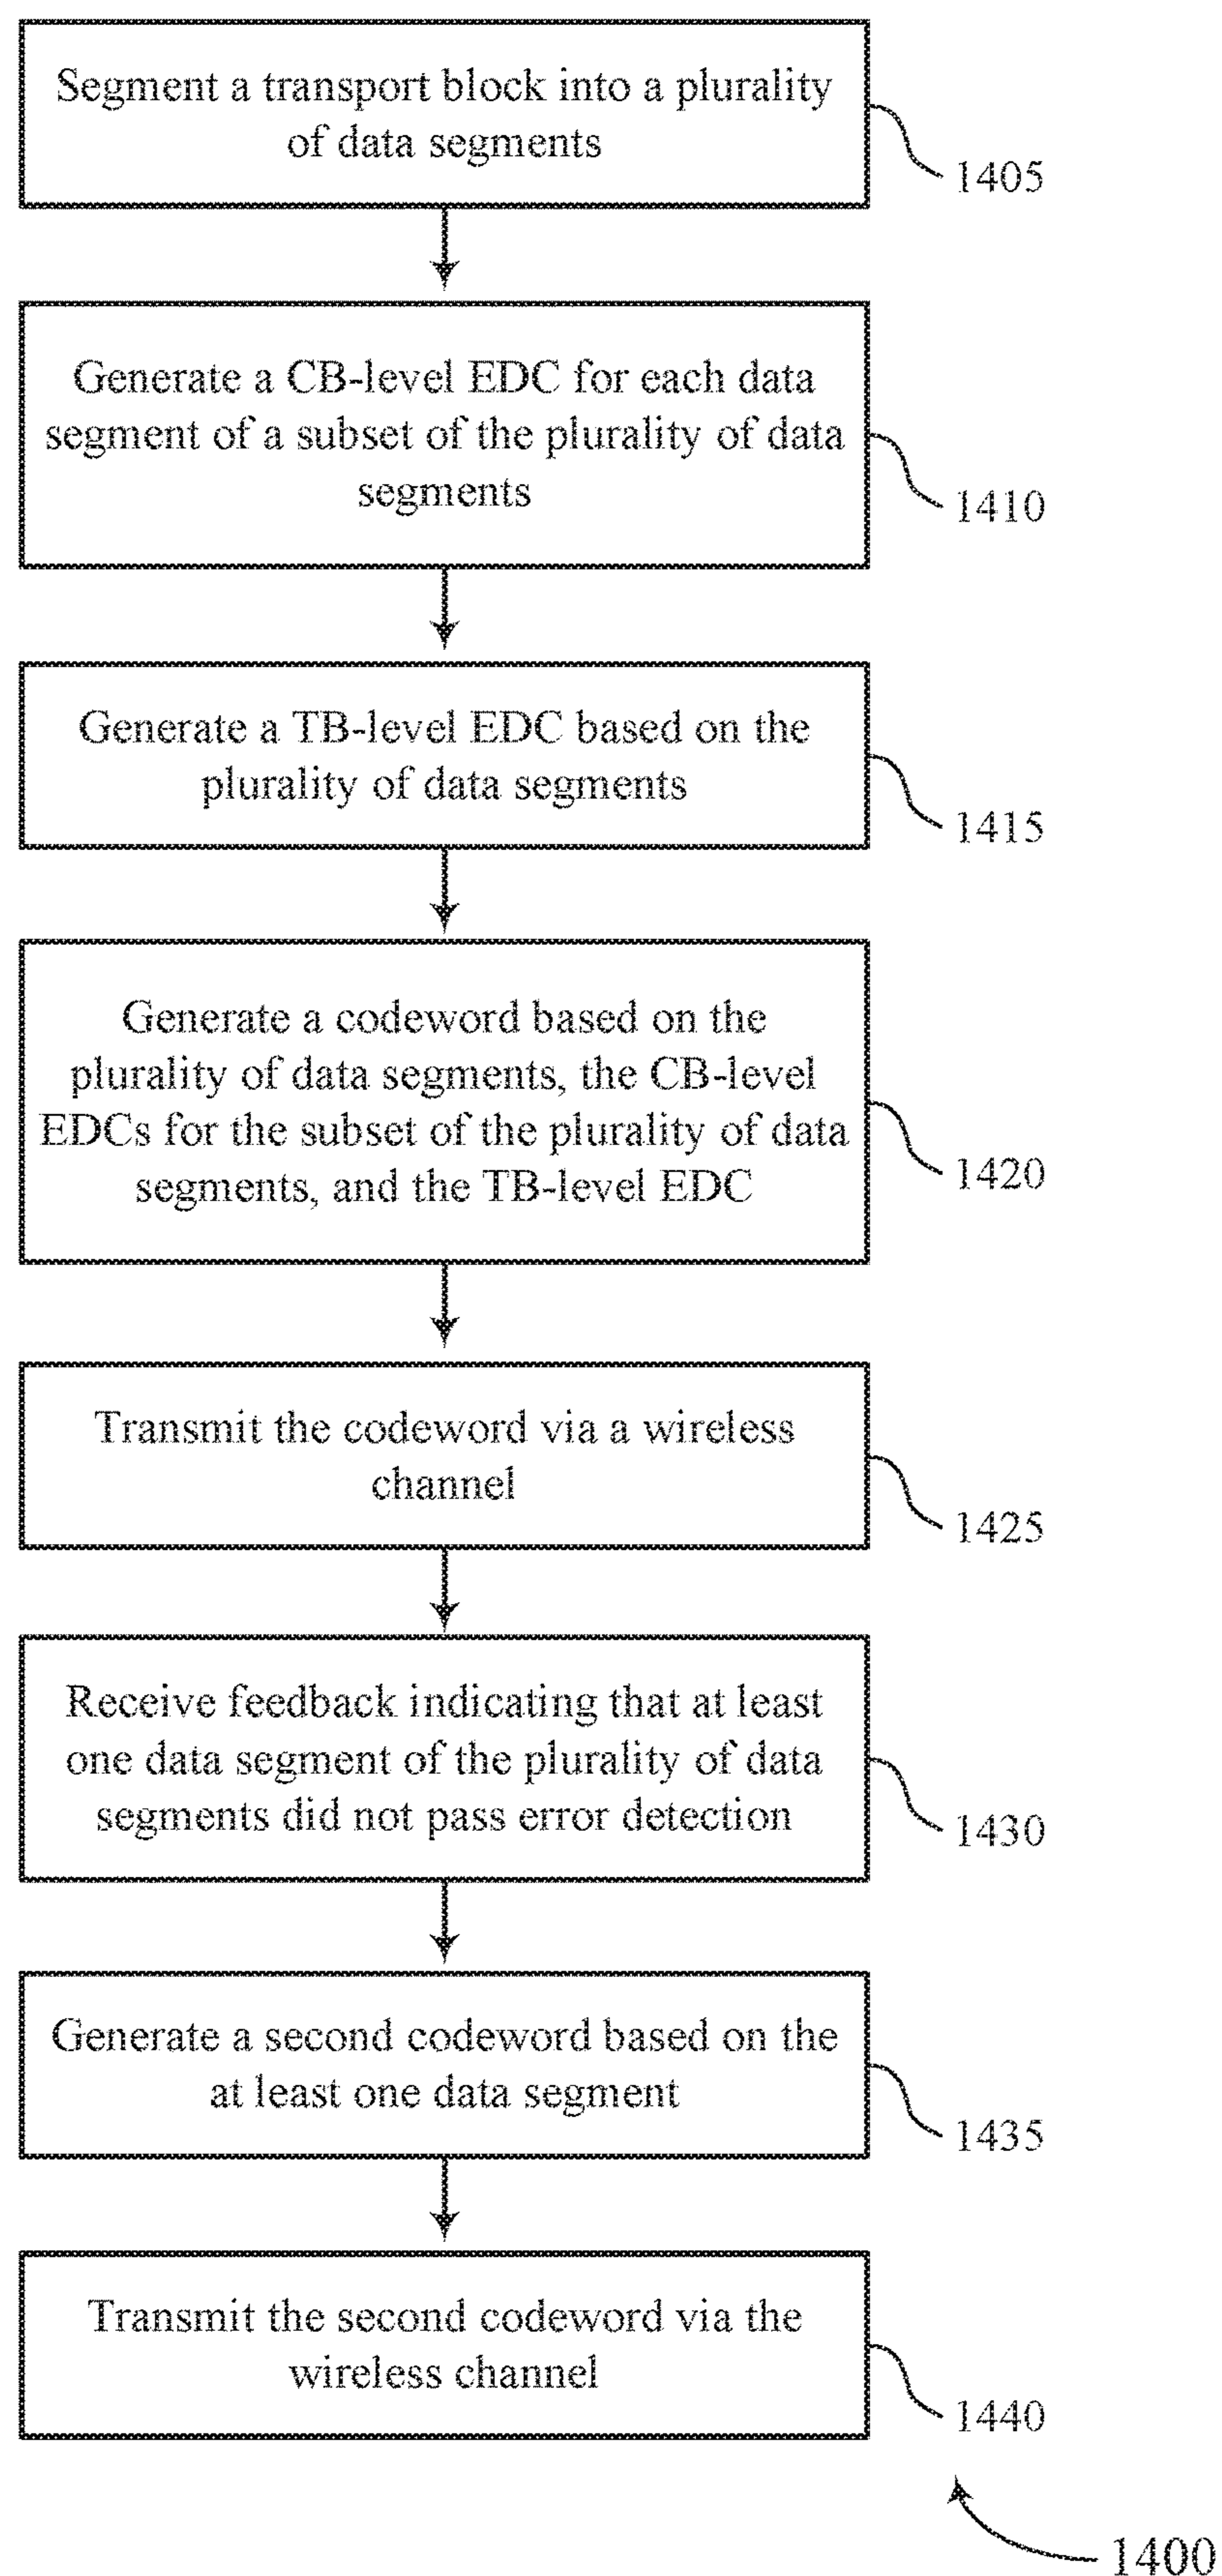 Segment a transport block into a plurality
of data segments
1405
Generate a CB-level EDC for each data
segment of a subset of the plurality of data
segments
1410
Generate a TB-level EDC based on the
plurality of data segments
1415
Generate a codeword based on the
plurality of data segments, the CB-level
EDCs for the subset of the plurality of data
segments, and the TB-level EDC
1420
Transmit the codeword via a wireless
channel
1425
Receive feedback indicating that at least
one data segment of the plurality of data
segments did not pass error detection
1430
Generate a second codeword based on the
at least one data segment
1435
Transmit the second codeword via the
wireless channel
1440
1400